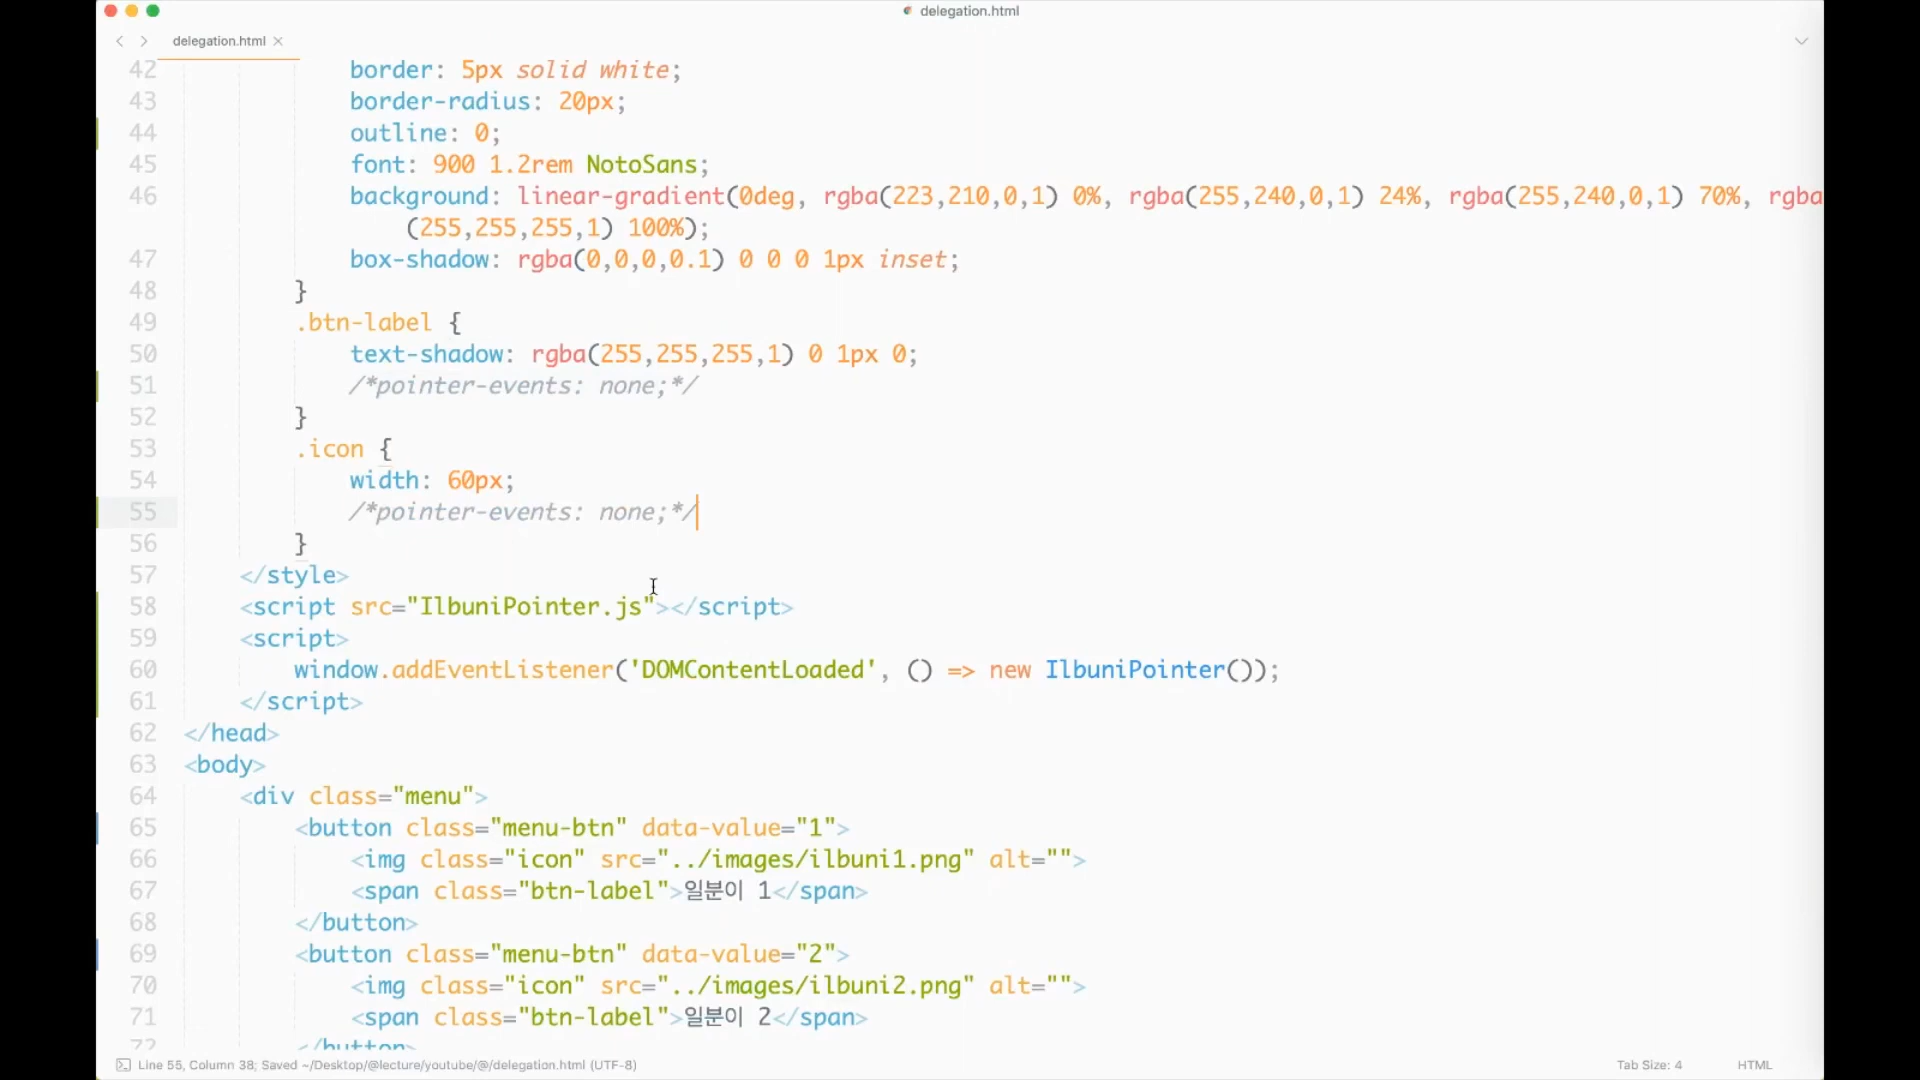 delegation.html
delegation.html
42 border: 5px solid white;
43 border-radius: 20px;
44 outline: 0;
45 font: 900 1.2rem NotoSans;
46 background: linear-gradient(0deg, rgba(223,210,0,1) 0%, rgba(255,240,0,1) 24%, rgba(255,240,0,1) 70%, rgba
(255,255,255,1) 100%);
47 box-shadow: rgba(0,0,0,0.1) 0 0 0 1px inset;
48 }
49 .btn-label {
50 text-shadow: rgba(255,255,255,1) 0 1px 0;
51 /*pointer-events: none;*/
52 }
53 .icon {
54 width: 60px;
55 /*pointer-events: none;*/
56 }
57 </style>
58 <script src="IlbuniPointer.js"></script>
59 <script>
60 window.addEventListener('DOMContentLoaded', () => new IlbuniPointer());
61 </script>
62 </head>
63 <body>
64 <div class="menu">
65 <button class="menu-btn" data-value="1">
66 <img class="icon" src="../images/ilbuni1.png" alt="">
67 <span class="btn-label">일분이 1</span>
68 </button>
69 <button class="menu-btn" data-value="2">
70 <img class="icon" src="../images/ilbuni2.png" alt="">
71 <span class="btn-label">일분이 2</span>
72 </button>
Line 55, Column 38; Saved ~/Desktop/@lecture/youtube/@/delegation.html (UTF-8)
Tab Size: 4
HTML